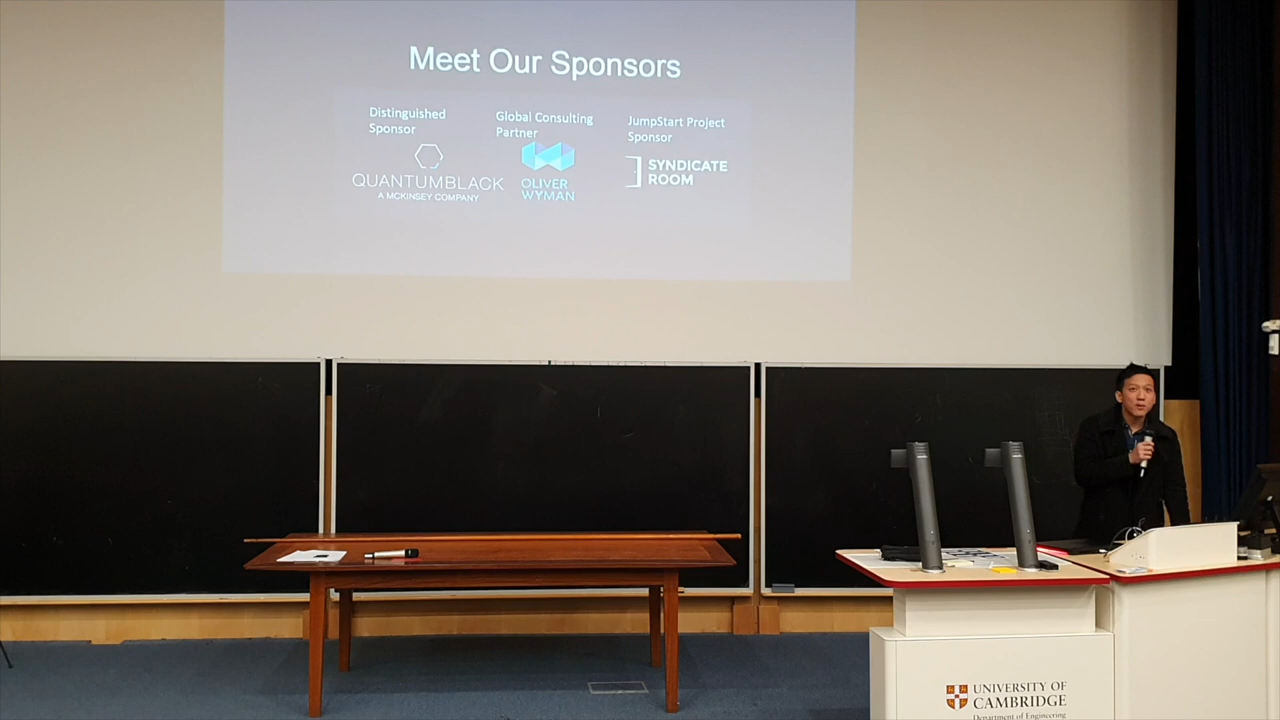 Meet Our Sponsors
Distinguished
Sponsor
QUANTUMBLACK
A MCKINSEY COMPANY
Global Consulting
Partner
OLIVER
WYMAN
JumpStart Project
Sponsor
SYNDICATE
ROOM
UNIVERSITY OF
CAMBRIDGE
Department of Engineering